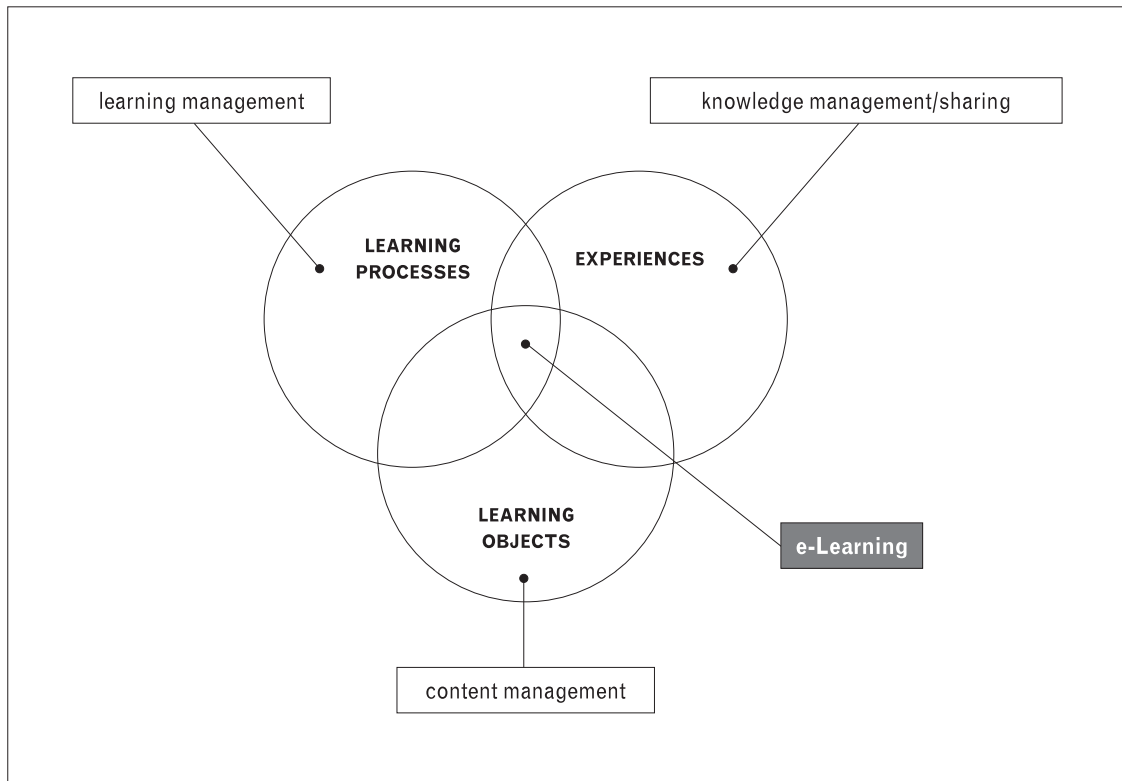 learning management
knowledge management/sharing
LEARNING
PROCESSES
EXPERIENCES
LEARNING
OBJECTS
e-Learning
content management